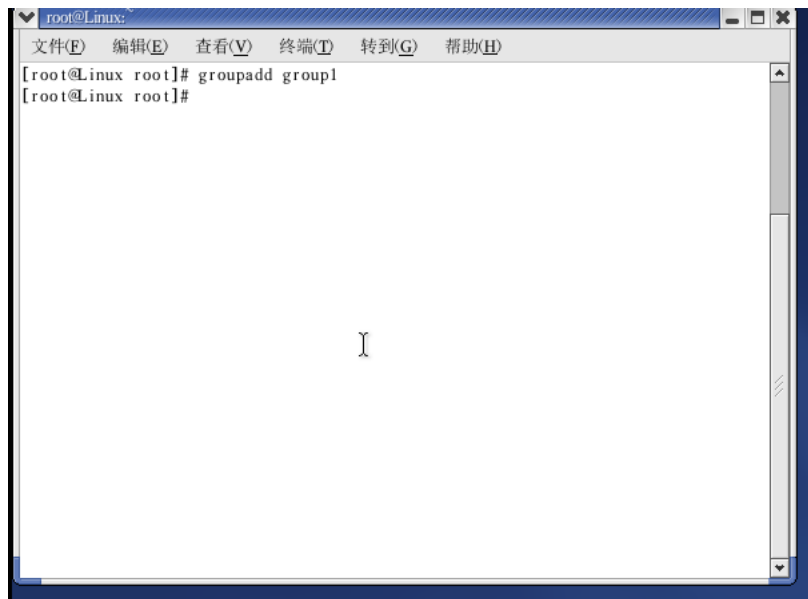 root@Linux:~
文件(F) 编辑(E) 查看(V) 终端(T) 转到(G) 帮助(H)
[root@Linux root]# groupadd group1
[root@Linux root]#